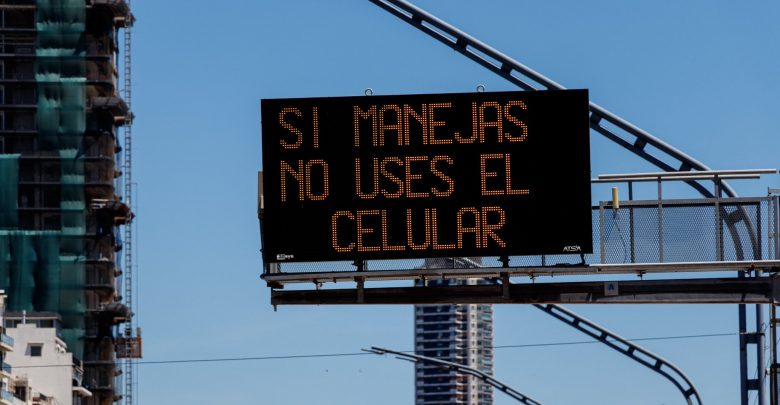 SI MANEJAS
NO USES EL
CELULAR